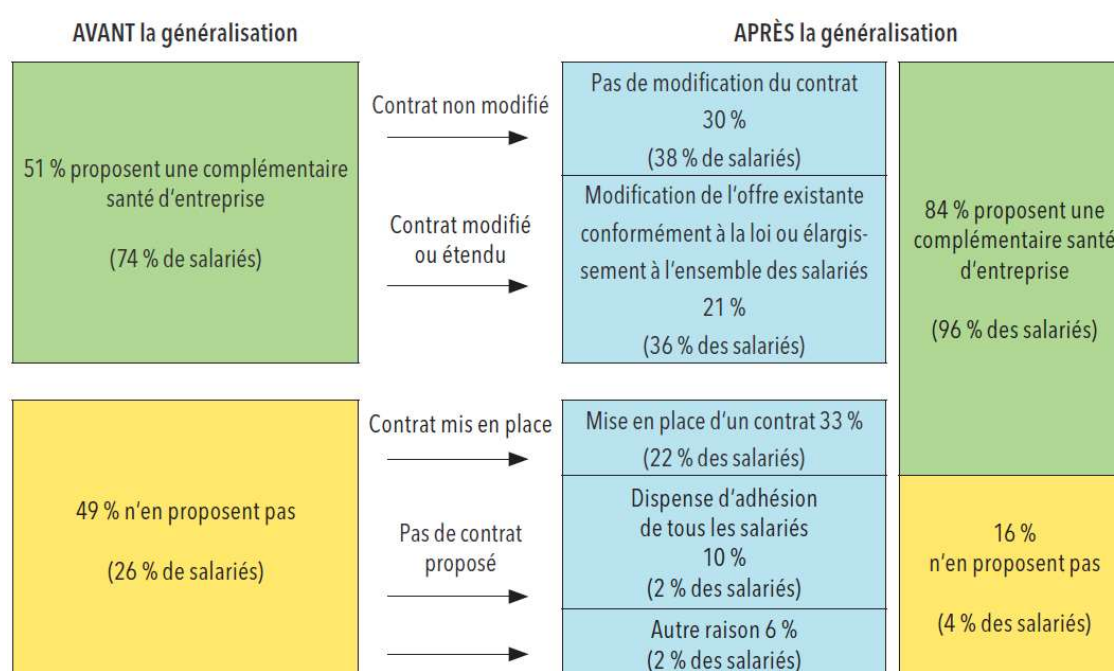 AVANT la généralisation
APRÈS la généralisation
51 % proposent une complémentaire
santé d'entreprise
(74 % de salariés)
Contrat non modifié
Contrat modifié
ou étendu
Pas de modification du contrat
30 %
(38 % de salariés)
Modification de l'offre existante
conformément à la loi ou élargis-
sement à l'ensemble des salariés
21 %
(36 % des salariés)
84 % proposent une
complémentaire santé
d'entreprise
(96 % des salariés)
49 % n'en proposent pas
(26 % de salariés)
Contrat mis en place
Pas de contrat
proposé
Mise en place d'un contrat 33 %
(22 % des salariés)
Dispense d'adhésion
de tous les salariés
10 %
(2 % des salariés)
Autre raison 6 %
(2 % des salariés)
16 %
n'en proposent pas
(4 % des salariés)